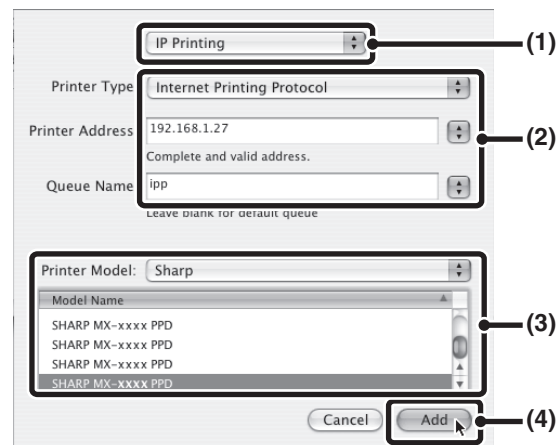 IP Printing
(1)
Printer Type Internet Printing Protocol
Printer Address 192.168.1.27
(2)
Complete and valid address.
Queue Name ipp
Leave blank for default queue
Printer Model: Sharp
Model Name
SHARP MX-xxxx PPD
(3)
SHARP MX-xxxx PPD
SHARP MX-xxxx PPD
SHARP MX-xxxx PPD
Cancel Add
(4)